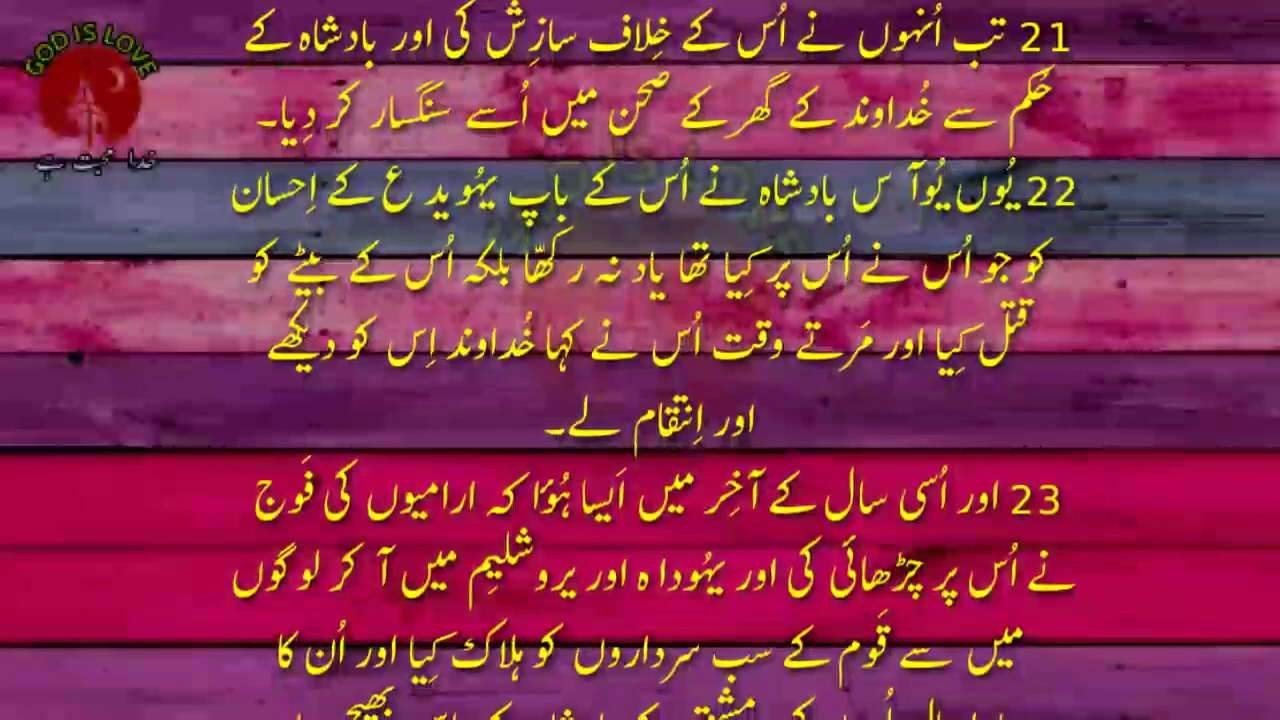 GOD IS LOVE
خدا محبت ہے
21 تب اُنہوں نے اُس کے خِلاف سازِش کی اور بادشاہ کے
حُکم سے خُداوند کے گھر کے صحن میں اُسے سنگسار کر دِیا۔
22 یُوں یُوآ س بادشاہ نے اُس کے باپ یہُوید ع کے اِحسان
کو جو اُس نے اُس پر کِیا تھا یاد نہ رکھّا بلکہ اُس کے بیٹے کو
قتل کِیا اور مَرتے وقت اُس نے کہا خُداوند اِس کو دیکھے
اور اِنتقام لے۔
23 اور اُسی سال کے آخِر میں اَیسا ہُؤا کہ ارامیوں کی فَوج
نے اُس پر چڑھائی کی اور یہُودا ہ اور یروشلیِم میں آ کر لوگوں
میں سے قَوم کے سب سرداروں کو ہلاک کِیا اور اُن کا